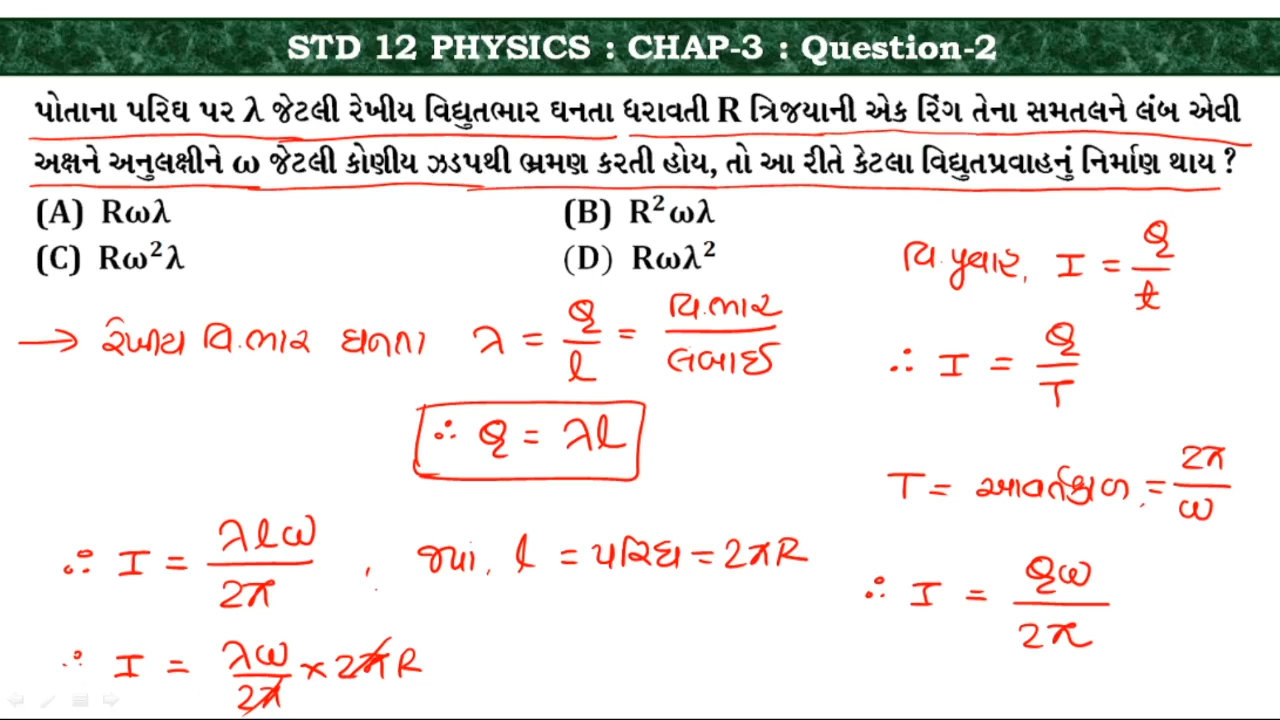 STD 12 PHYSICS : CHAP-3 : Question-2
પોતાના પરિઘ પર λ જેટલી રેખીય વિદ્યુતભાર ઘનતા ધરાવતી R ત્રિજ્યાની એક રિંગ તેના સમતલને લંબ એવી
અક્ષને અનુલક્ષીને ω જેટલી કોણીય ઝડપથી ભ્રમણ કરતી હોય, તો આ રીતે કેટલા વિદ્યુતપ્રવાહનું નિર્માણ થાય ?
(A) Rωλ (B) R²ωλ
(C) Rω²λ (D) Rωλ²
→ રેખીય વિ.ભાર ઘનતા λ = Q/l = વિ.ભાર/લંબાઈ
∴ Q = λl
∴ I = λlω/2π , જ્યાં, l = પરિઘ = 2πR
∴ I = λω/2π × 2πR
વિ.પ્રવાહ, I = Q/t
∴ I = Q/T
T = આવર્તકાળ = 2π/ω
∴ I = Qω/2π